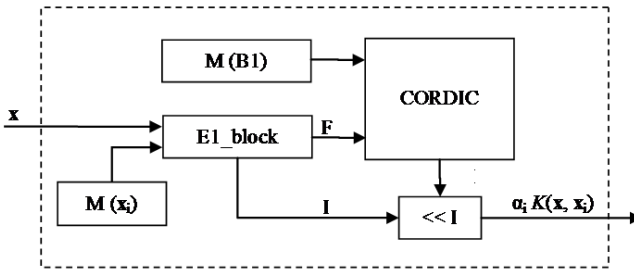 M (B1)
CORDIC
x
E1_block
F
M (xᵢ)
I
<< I
αᵢ K(x, xᵢ)